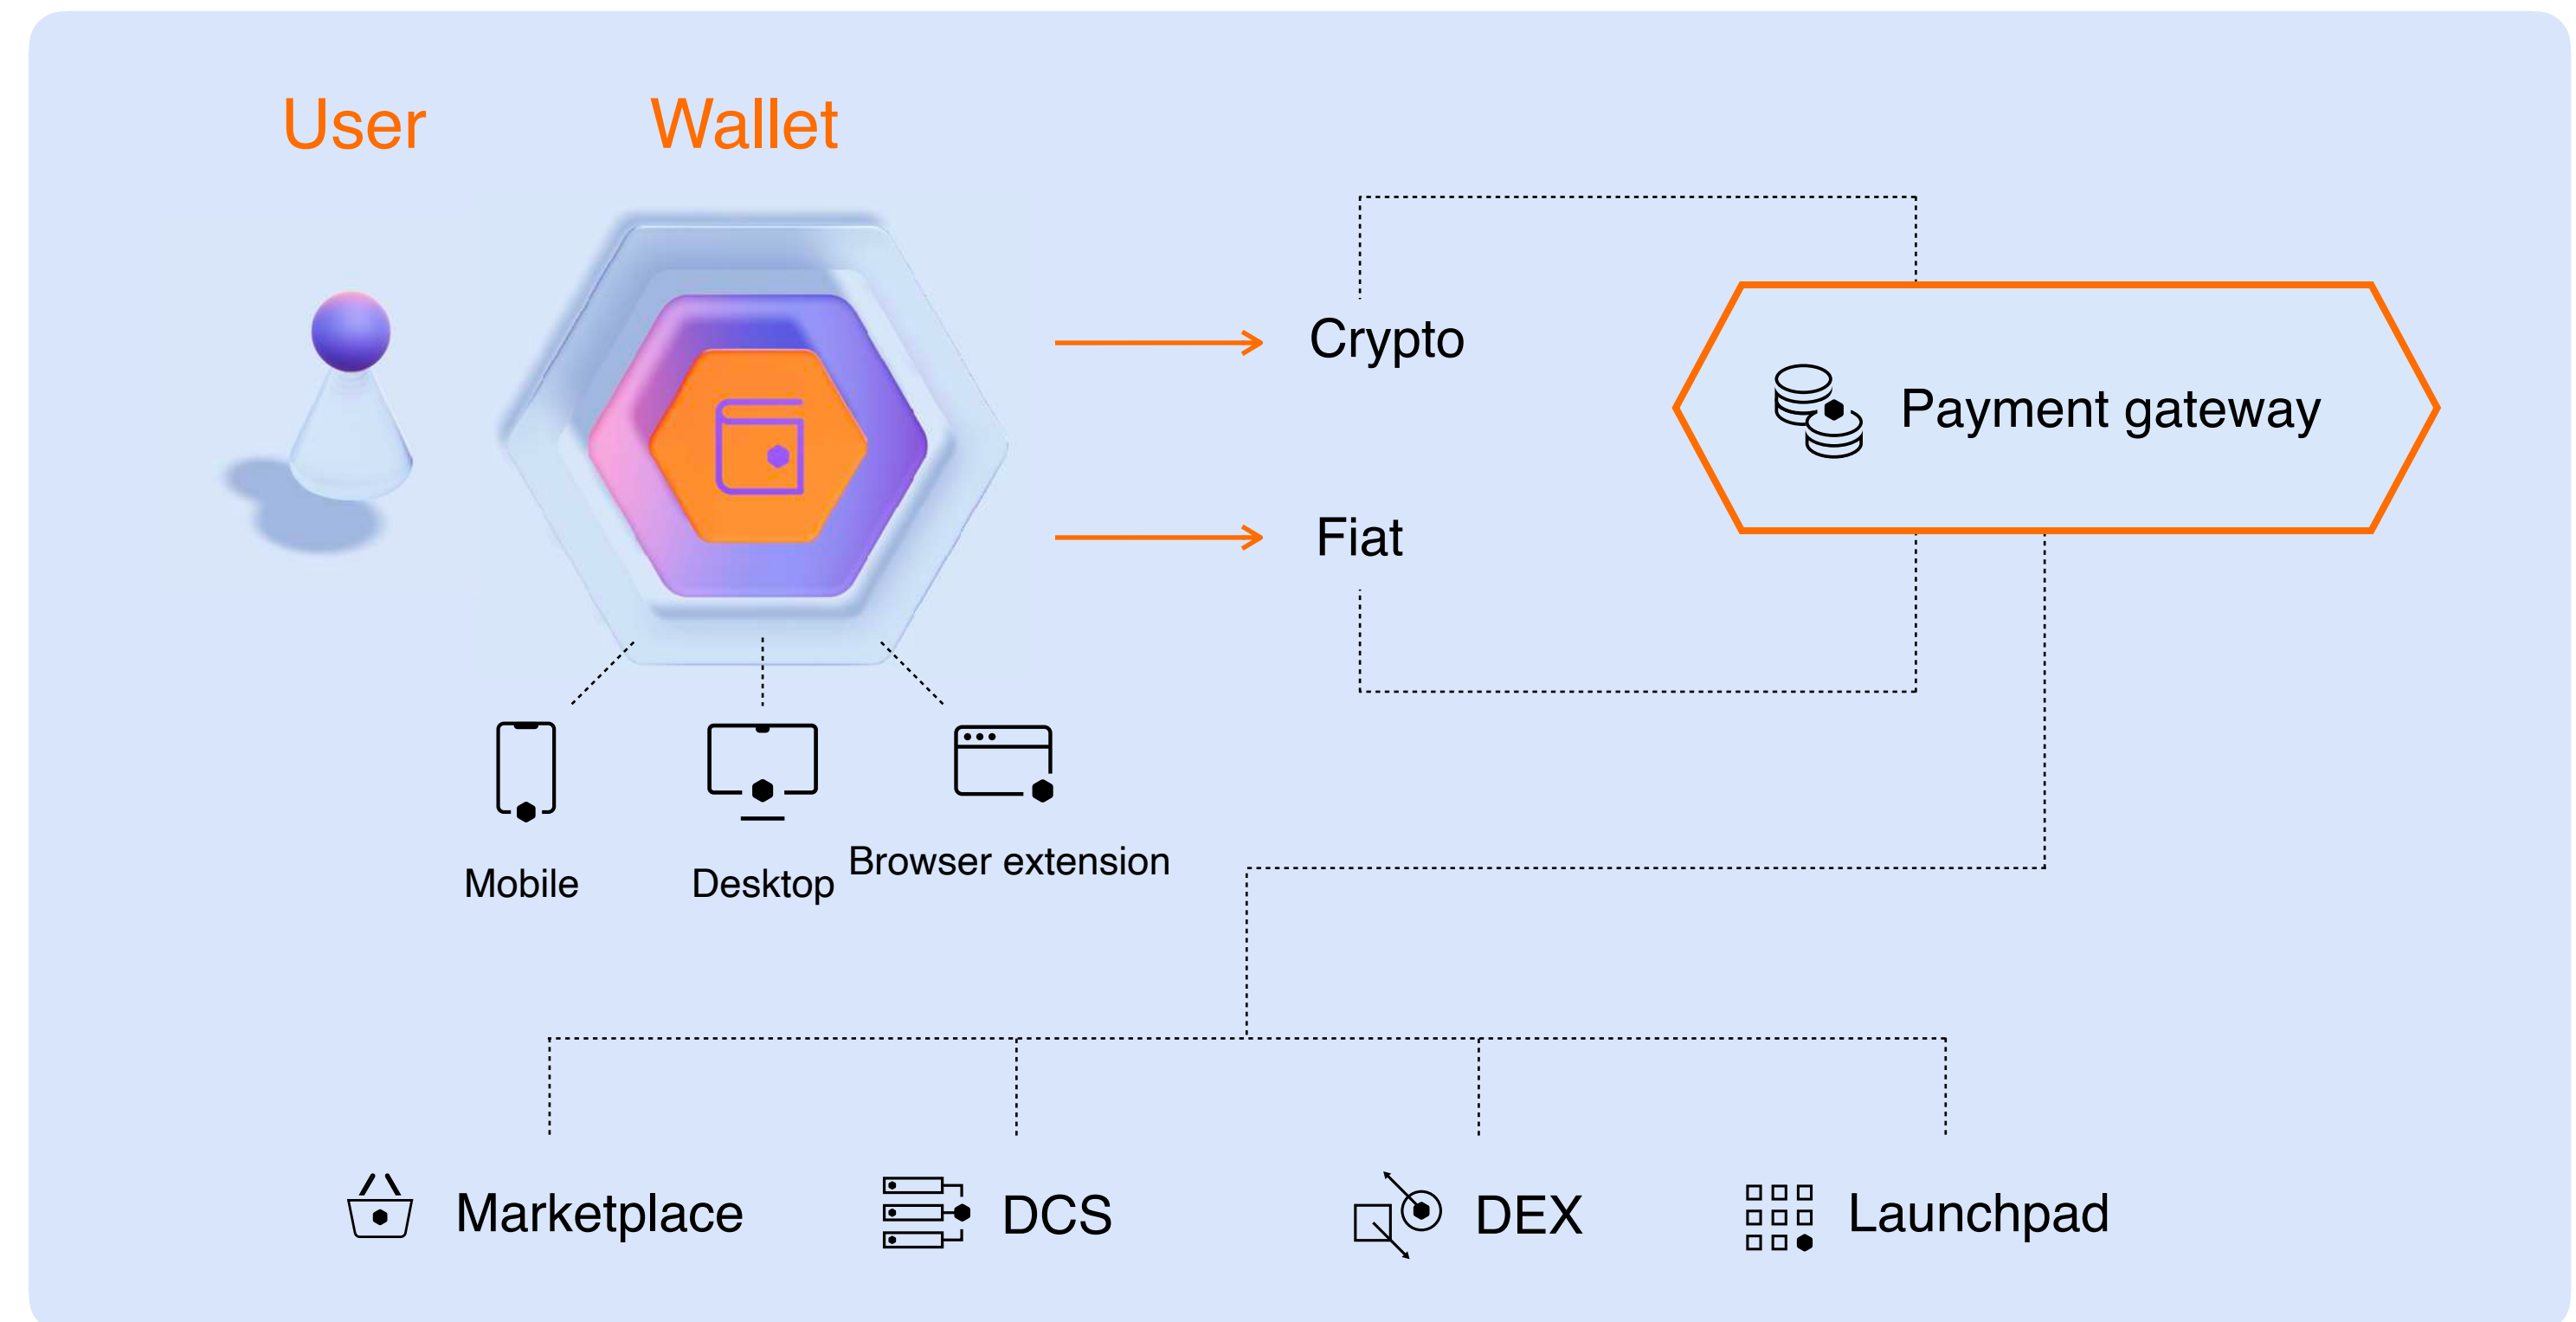 User
Wallet
Crypto
Payment gateway
Fiat
Mobile
Desktop
Browser extension
Marketplace
DCS
DEX
Launchpad